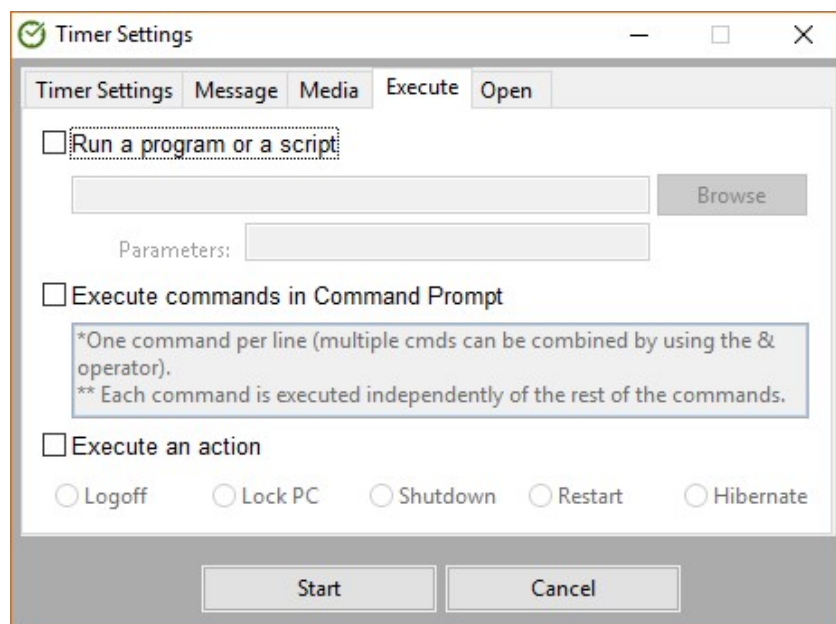 Timer Settings
Timer Settings Message Media Execute Open
Run a program or a script
Browse
Parameters:
Execute commands in Command Prompt
*One command per line (multiple cmds can be combined by using the &
operator).
** Each command is executed independently of the rest of the commands.
Execute an action
Logoff Lock PC Shutdown Restart Hibernate
Start Cancel